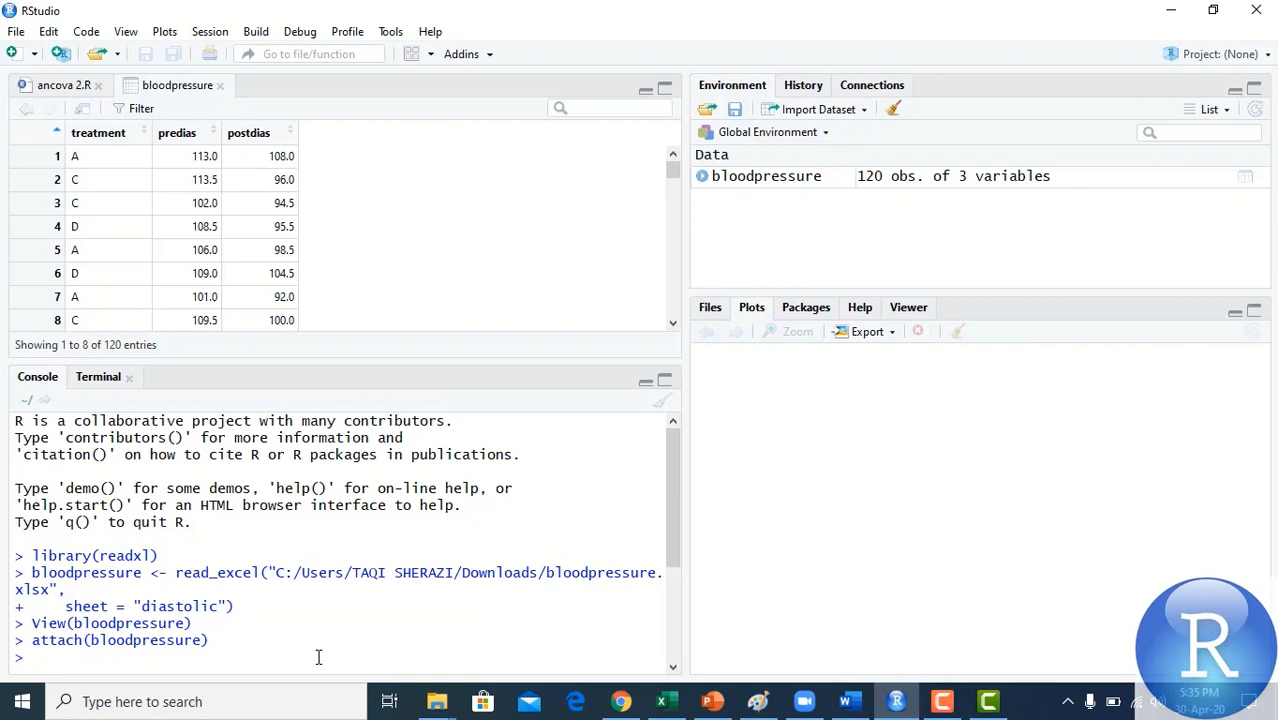 RStudio
File Edit Code View Plots Session Build Debug Profile Tools Help
Go to file/function Addins Project: (None)
ancova 2.R bloodpressure
Filter
treatment predias postdias
1 A 113.0 108.0
2 C 113.5 96.0
3 C 102.0 94.5
4 D 108.5 95.5
5 A 106.0 98.5
6 D 109.0 104.5
7 A 101.0 92.0
8 C 109.5 100.0
Showing 1 to 8 of 120 entries
Console Terminal
~/
R is a collaborative project with many contributors.
Type 'contributors()' for more information and
'citation()' on how to cite R or R packages in publications.
Type 'demo()' for some demos, 'help()' for on-line help, or
'help.start()' for an HTML browser interface to help.
Type 'q()' to quit R.
> library(readxl)
> bloodpressure <- read_excel("C:/Users/TAQI SHERAZI/Downloads/bloodpressure.
xlsx",
+     sheet = "diastolic")
> View(bloodpressure)
> attach(bloodpressure)
>
Environment History Connections
Import Dataset List
Global Environment
Data
bloodpressure 120 obs. of 3 variables
Files Plots Packages Help Viewer
Zoom Export
R
Type here to search
5:35 PM
30-Apr-20